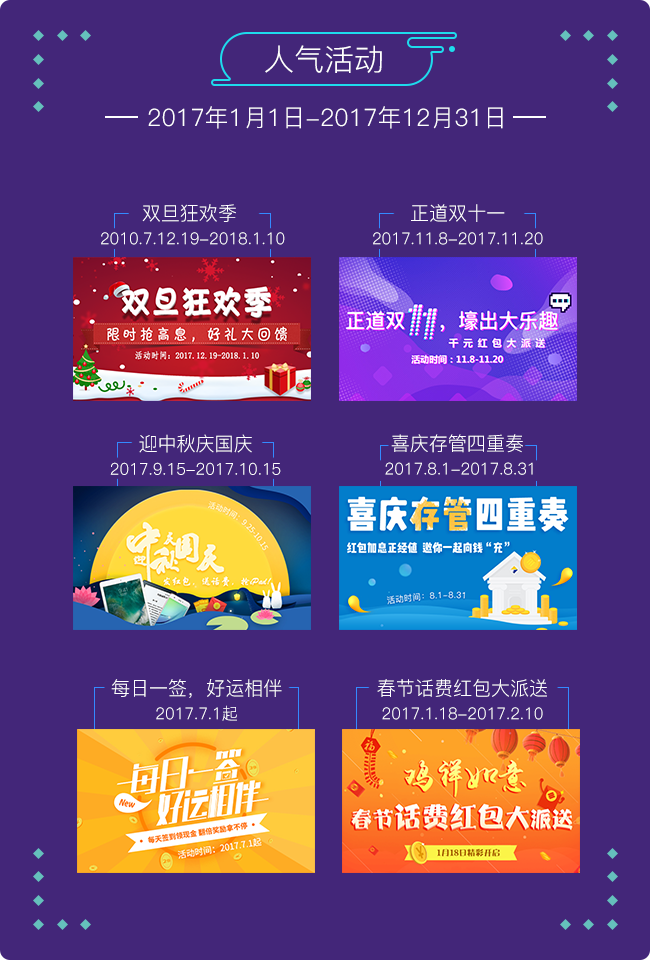 人气活动
2017年1月1日-2017年12月31日
双旦狂欢季
2010.7.12.19-2018.1.10
双旦狂欢季
限时抢高息，好礼大回馈
活动时间：2017.12.19-2018.1.10
正道双十一
2017.11.8-2017.11.20
正道双11，壕出大乐趣
千元红包大派送
活动时间：11.8-11.20
迎中秋庆国庆
2017.9.15-2017.10.15
活动时间：9.25-10.15
中秋国庆
发红包，送话费，抢iPad!
喜庆存管四重奏
2017.8.1-2017.8.31
喜庆存管四重奏
红包加息正经值 邀你一起向钱“充”
活动时间：8.1-8.31
每日一签，好运相伴
2017.7.1起
每日一签
New
好运相伴
每天签到领现金 翻倍奖励拿不停
活动时间：2017.7.1起
春节话费红包大派送
2017.1.18-2017.2.10
福
鸡祥如意
春节话费红包大派送
1月18日精彩开启